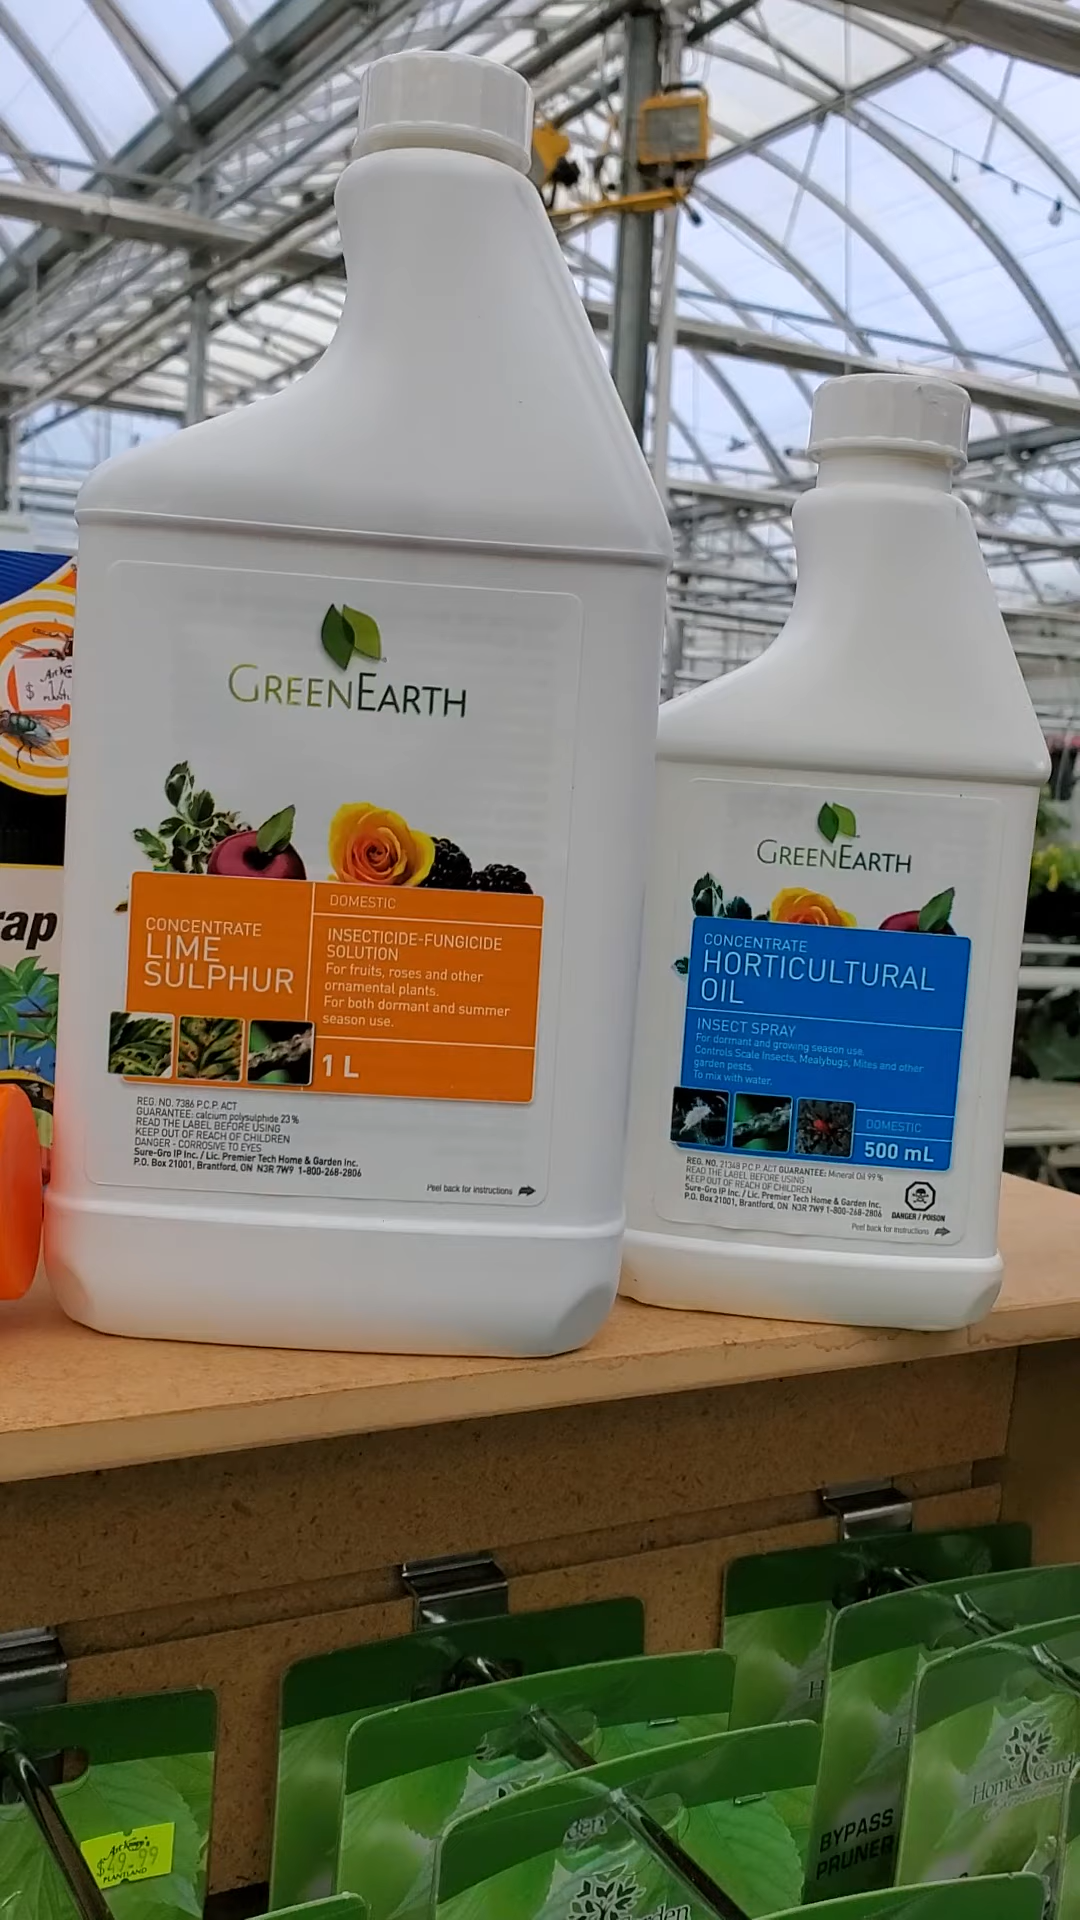 GREENEARTH
CONCENTRATE
LIME
SULPHUR
DOMESTIC
INSECTICIDE-FUNGICIDE
SOLUTION
For fruits, roses and other
ornamental plants.
For both dormant and summer
season use.
1 L
REG. NO. 7386 P.C.P. ACT
GUARANTEE: calcium polysulphide 23%
READ THE LABEL BEFORE USING
KEEP OUT OF REACH OF CHILDREN
DANGER - CORROSIVE TO EYES
Sure-Gro IP Inc. / Lic. Premier Tech Home & Garden Inc.
P.O. Box 21001, Brantford, ON N3R 7W9 1-800-268-2806
Peel back for instructions
GREENEARTH
CONCENTRATE
HORTICULTURAL
OIL
INSECT SPRAY
For dormant and growing season use.
Controls Scale Insects, Mealybugs, Mites and other
garden pests.
To mix with water.
DOMESTIC
500 mL
REG. NO. 21348 P.C.P. ACT GUARANTEE: Mineral Oil 99%
READ THE LABEL BEFORE USING
KEEP OUT OF REACH OF CHILDREN
Sure-Gro IP Inc. / Lic. Premier Tech Home & Garden Inc.
P.O. Box 21001, Brantford, ON N3R 7W9 1-800-268-2806
DANGER / POISON
Peel back for instructions
rap
$49.99
PLANTLAND
BYPASS
PRUNER
Home & Garden